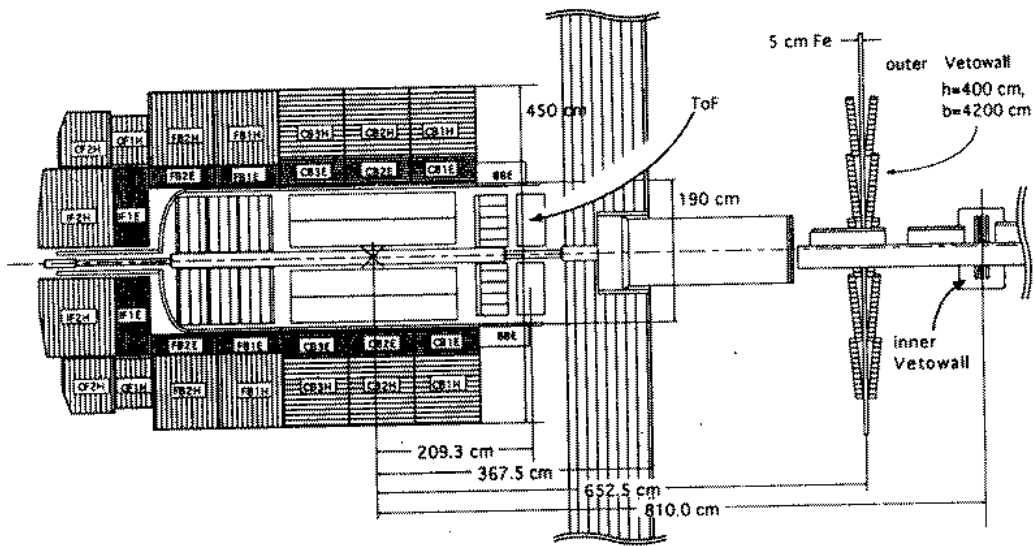 5 cm Fe
outer Vetowall
h=400 cm,
b=4200 cm
450 cm
ToF
CF2H
CF1H
FB2H
FB1H
CB3H
CB2H
CB1H
FB2E
FB1E
CB3E
CB2E
CB1E
BBE
IF2H
IF1E
190 cm
IF2H
IF1E
FB2E
FB1E
CB3E
CB2E
CB1E
BBE
CF2H
CF1H
FB2H
FB1H
CB3H
CB2H
CB1H
inner
Vetowall
209.3 cm
367.5 cm
652.5 cm
810.0 cm